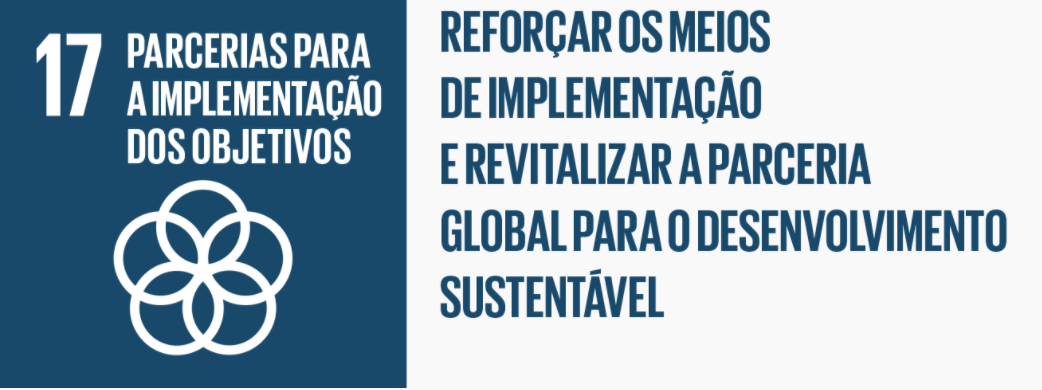 17
PARCERIAS PARA
A IMPLEMENTAÇÃO
DOS OBJETIVOS
REFORÇAR OS MEIOS
DE IMPLEMENTAÇÃO
E REVITALIZAR A PARCERIA
GLOBAL PARA O DESENVOLVIMENTO
SUSTENTÁVEL